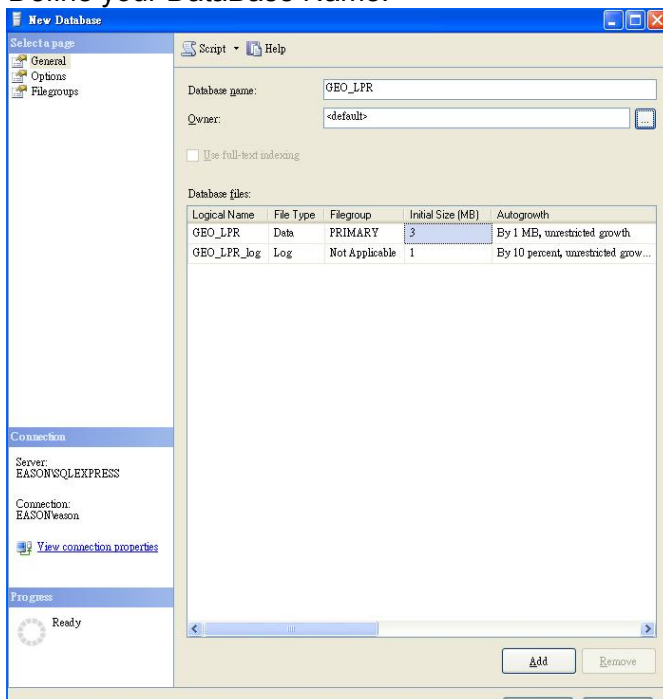 Define your DataBase Name.
New Database
Select a page
General
Options
Filegroups
Script Help
Database name: GEO_LPR
Owner: <default> ...
Use full-text indexing
Database files:
Logical Name File Type Filegroup Initial Size (MB) Autogrowth
GEO_LPR Data PRIMARY 3 By 1 MB, unrestricted growth
GEO_LPR_log Log Not Applicable 1 By 10 percent, unrestricted grow...
Connection
Server:
EASON\SQLEXPRESS
Connection:
EASON\eason
View connection properties
Progress
Ready
Add Remove